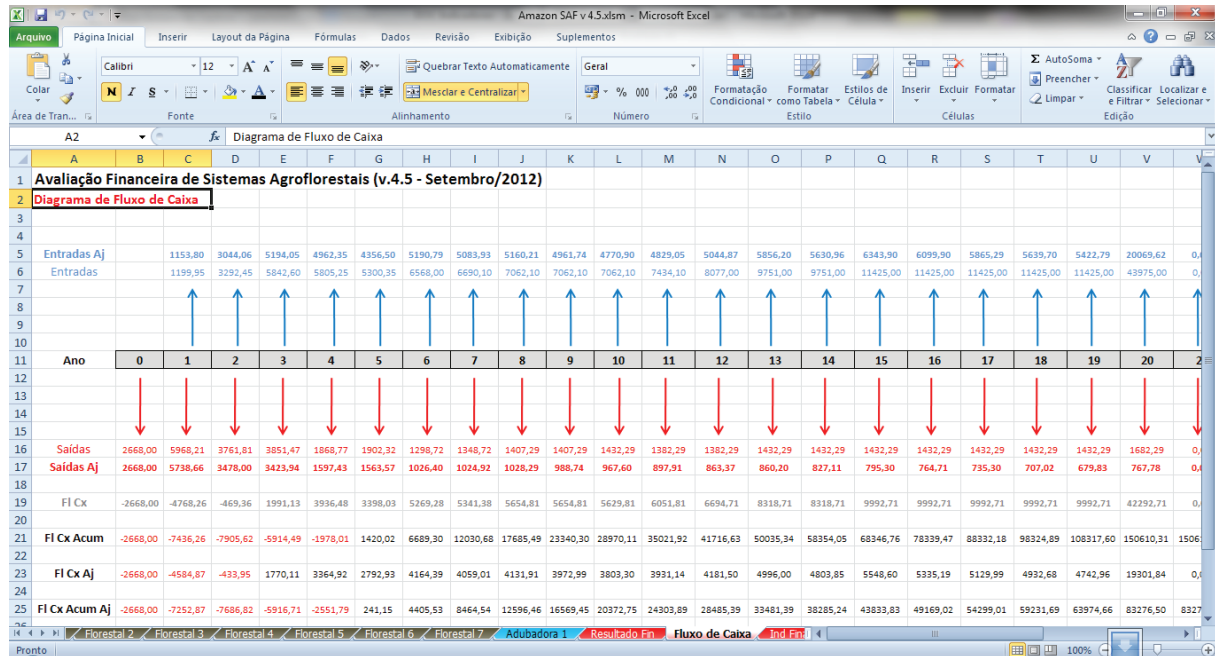 Amazon SAF v 4.5.xlsm - Microsoft Excel
Arquivo Página Inicial Inserir Layout da Página Fórmulas Dados Revisão Exibição Suplementos
Colar Calibri 12 Quebrar Texto Automaticamente Geral Formatação Condicional Formatar como Tabela Estilos de Célula Inserir Excluir Formatar AutoSoma Preencher Limpar Classificar e Filtrar Localizar e Selecionar
N I S Mesclar e Centralizar % 000
Área de Tran... Fonte Alinhamento Número Estilo Células Edição
A2 fx Diagrama de Fluxo de Caixa
A B C D E F G H I J K L M N O P Q R S T U V
1 Avaliação Financeira de Sistemas Agroflorestais (v.4.5 - Setembro/2012)
2 Diagrama de Fluxo de Caixa
3
4
5 Entradas Aj 1153,80 3044,06 5194,05 4962,35 4356,50 5190,79 5083,93 5160,21 4961,74 4770,90 4829,05 5044,87 5856,20 5630,96 6343,90 6099,90 5865,29 5639,70 5422,79 20069,62
6 Entradas 1199,95 3292,45 5842,60 5805,25 5300,35 6568,00 6690,10 7062,10 7062,10 7062,10 7434,10 8077,00 9751,00 9751,00 11425,00 11425,00 11425,00 11425,00 11425,00 43975,00
7
8
9
10
11 Ano 0 1 2 3 4 5 6 7 8 9 10 11 12 13 14 15 16 17 18 19 20 2
12
13
14
15
16 Saídas 2668,00 5968,21 3761,81 3851,47 1868,77 1902,32 1298,72 1348,72 1407,29 1407,29 1432,29 1382,29 1382,29 1432,29 1432,29 1432,29 1432,29 1432,29 1432,29 1432,29 1682,29 0,
17 Saídas Aj 2668,00 5738,66 3478,00 3423,94 1597,43 1563,57 1026,40 1024,92 1028,29 988,74 967,60 897,91 863,37 860,20 827,11 795,30 764,71 735,30 707,02 679,83 767,78
18
19 Fl Cx -2668,00 -4768,26 -469,36 1991,13 3936,48 3398,03 5269,28 5341,38 5654,81 5654,81 5629,81 6051,81 6694,71 8318,71 8318,71 9992,71 9992,71 9992,71 9992,71 9992,71 42292,71 0,
20
21 Fl Cx Acum -2668,00 -7436,26 -7905,62 -5914,49 -1978,01 1420,02 6689,30 12030,68 17685,49 23340,30 28970,11 35021,92 41716,63 50035,34 58354,05 68346,76 78339,47 88332,18 98324,89 108317,60 150610,31 1506
22
23 Fl Cx Aj -2668,00 -4584,87 -433,95 1770,11 3364,92 2792,93 4164,39 4059,01 4131,91 3972,99 3803,30 3931,14 4181,50 4996,00 4803,85 5548,60 5335,19 5129,99 4932,68 4742,96 19301,84
24
25 Fl Cx Acum Aj -2668,00 -7252,87 -7686,82 -5916,71 -2551,79 241,15 4405,53 8464,54 12596,46 16569,45 20372,75 24303,89 28485,39 33481,39 38285,24 43833,83 49169,02 54299,01 59231,69 63974,66 83276,50 8327
Florestal 2 Florestal 3 Florestal 4 Florestal 5 Florestal 6 Florestal 7 Adubadora 1 Resultado Fin Fluxo de Caixa Ind Fin
Pronto 100%